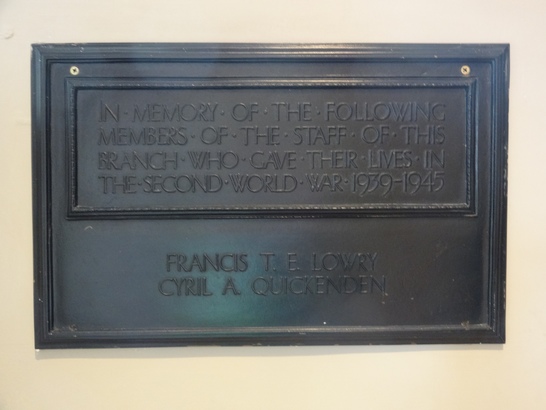 IN·MEMORY·OF·THE·FOLLOWING
MEMBERS·OF·THE·STAFF·OF·THIS
BRANCH·WHO·GAVE·THEIR·LIVES·IN
THE·SECOND·WORLD·WAR·1939-1945
FRANCIS T. E. LOWRY
CYRIL A. QUICKENDEN